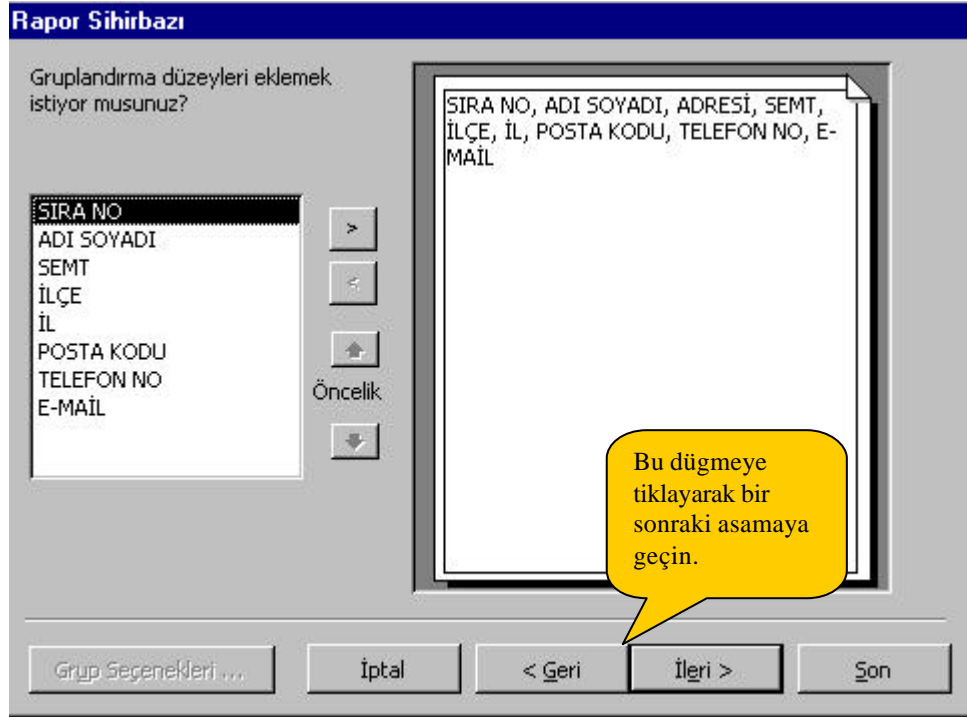 Rapor Sihirbazı
Gruplandırma düzeyleri eklemek
istiyor musunuz?
SIRA NO, ADI SOYADI, ADRESİ, SEMT,
İLÇE, İL, POSTA KODU, TELEFON NO, E-
MAİL
SIRA NO
ADI SOYADI
SEMT
İLÇE
İL
POSTA KODU
TELEFON NO
E-MAİL
>
<
Öncelik
Bu dügmeye
tiklayarak bir
sonraki asamaya
geçin.
Grup Seçenekleri ...
İptal
< Geri
İleri >
Son